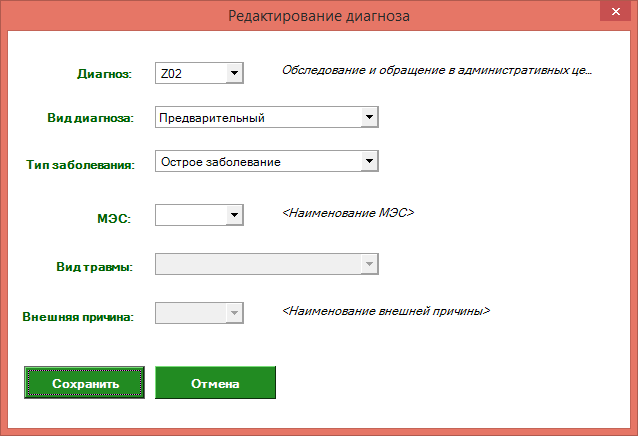 Редактирование диагноза
Диагноз: Z02 Обследование и обращение в административных це...
Вид диагноза: Предварительный
Тип заболевания: Острое заболевание
МЭС: <Наименование МЭС>
Вид травмы:
Внешняя причина: <Наименование внешней причины>
Сохранить Отмена